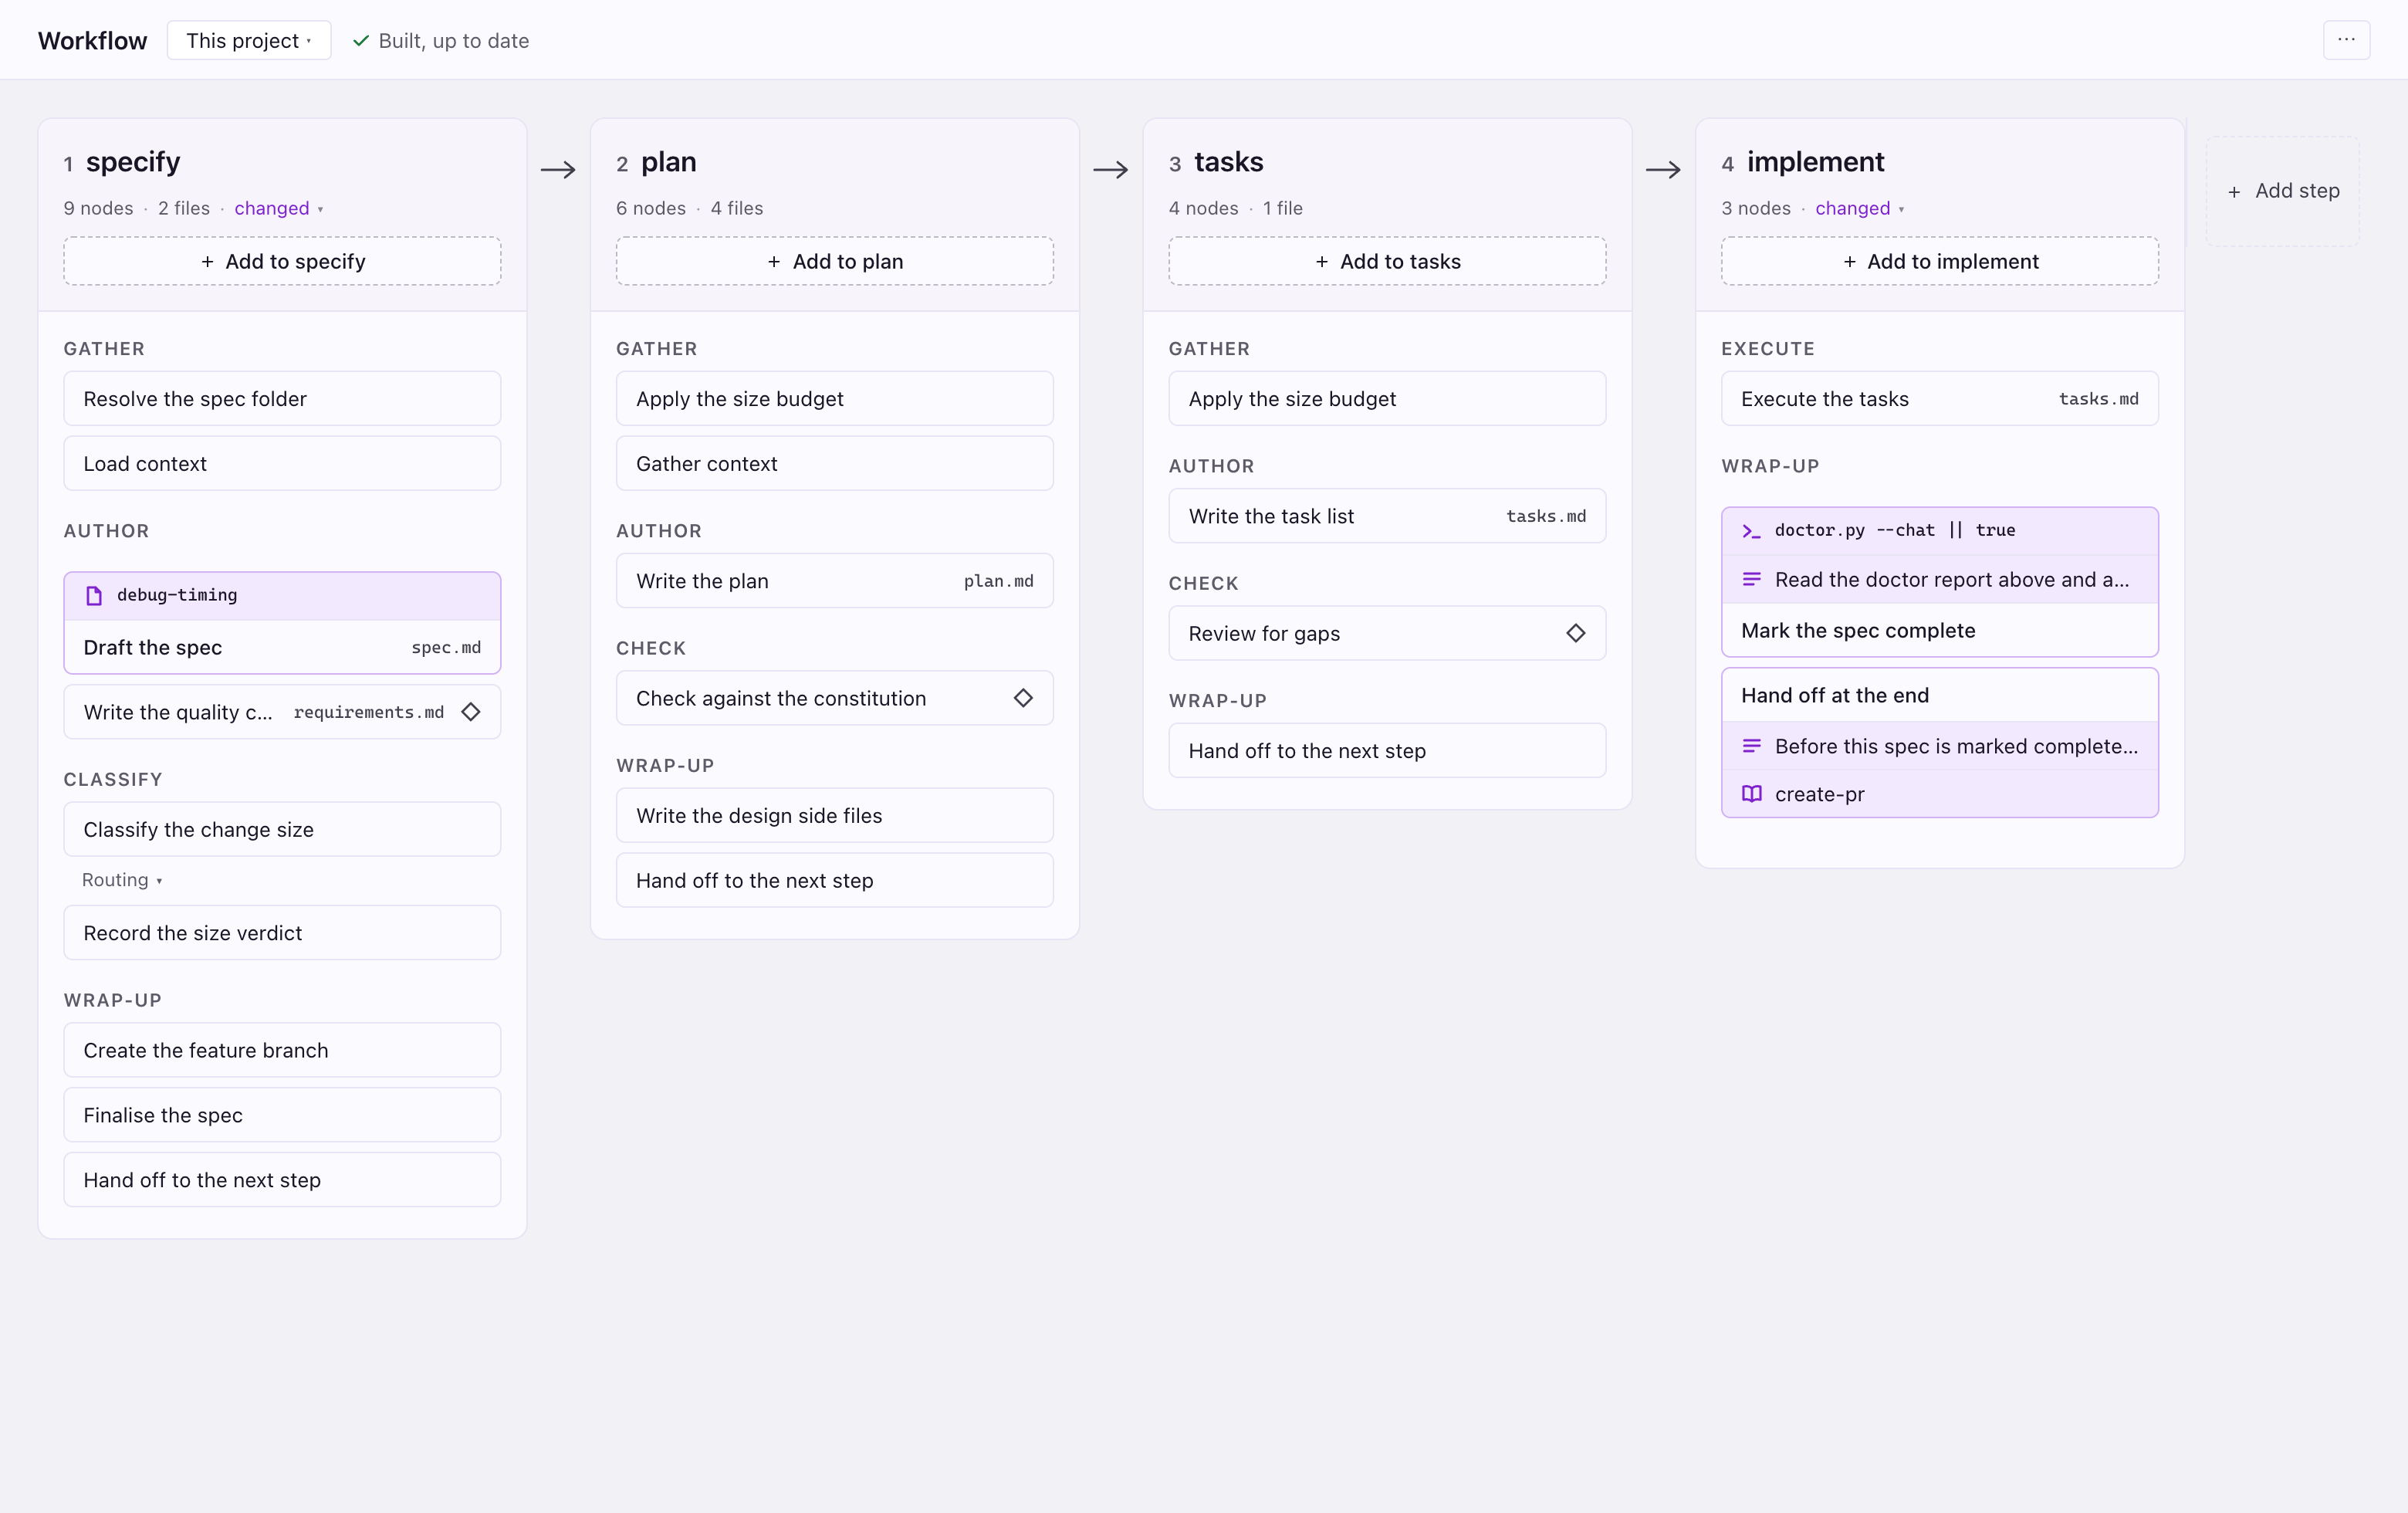 Workflow
This project
Built, up to date
...
1 specify
9 nodes · 2 files · changed
+ Add to specify
GATHER
Resolve the spec folder
Load context
AUTHOR
debug-timing
Draft the spec spec.md
Write the quality c... requirements.md
CLASSIFY
Classify the change size
Routing
Record the size verdict
WRAP-UP
Create the feature branch
Finalise the spec
Hand off to the next step
2 plan
6 nodes · 4 files
+ Add to plan
GATHER
Apply the size budget
Gather context
AUTHOR
Write the plan plan.md
CHECK
Check against the constitution
WRAP-UP
Write the design side files
Hand off to the next step
3 tasks
4 nodes · 1 file
+ Add to tasks
GATHER
Apply the size budget
AUTHOR
Write the task list tasks.md
CHECK
Review for gaps
WRAP-UP
Hand off to the next step
4 implement
3 nodes · changed
+ Add to implement
EXECUTE
Execute the tasks tasks.md
WRAP-UP
doctor.py --chat || true
Read the doctor report above and a...
Mark the spec complete
Hand off at the end
Before this spec is marked complete...
create-pr
+ Add step